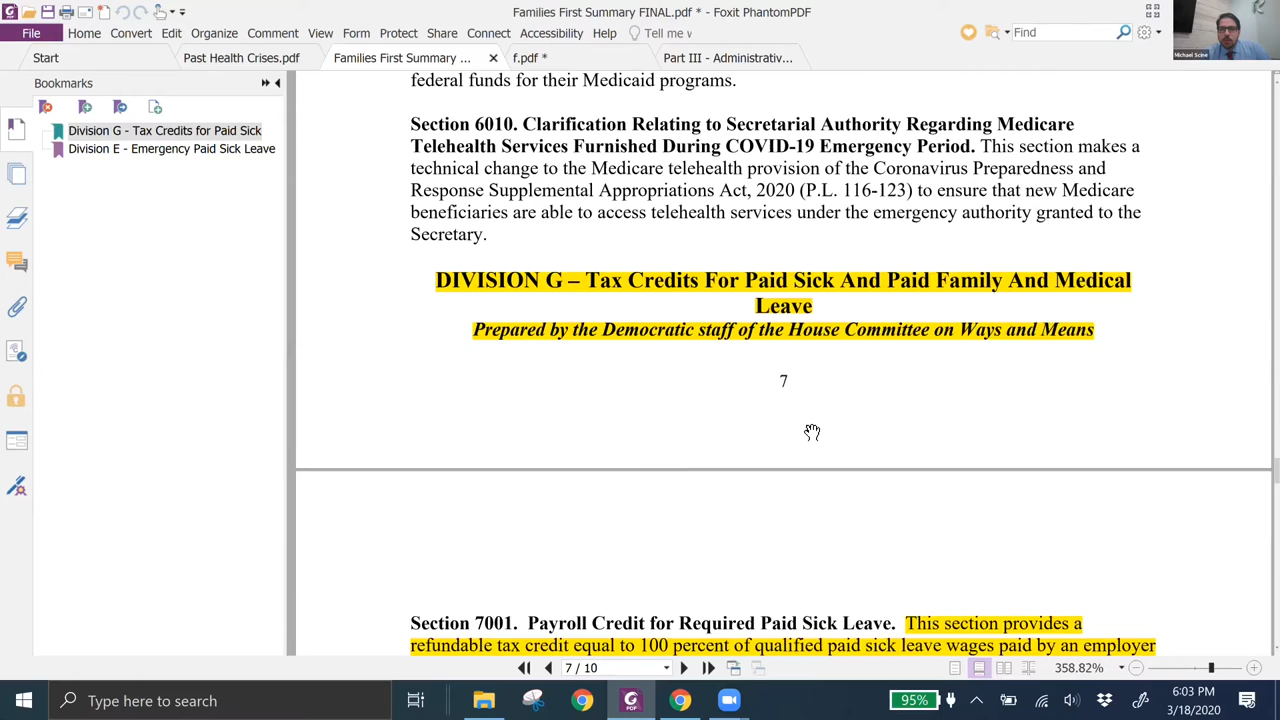 Families First Summary FINAL.pdf * - Foxit PhantomPDF
File Home Convert Edit Organize Comment View Form Protect Share Connect Accessibility Help Tell me v Find
Michael Scine
Start Past Health Crises.pdf Families First Summary ... f.pdf * Part III - Administrativ...
Bookmarks
Division G - Tax Credits for Paid Sick
Division E - Emergency Paid Sick Leave
federal funds for their Medicaid programs.
Section 6010. Clarification Relating to Secretarial Authority Regarding Medicare
Telehealth Services Furnished During COVID-19 Emergency Period. This section makes a
technical change to the Medicare telehealth provision of the Coronavirus Preparedness and
Response Supplemental Appropriations Act, 2020 (P.L. 116-123) to ensure that new Medicare
beneficiaries are able to access telehealth services under the emergency authority granted to the
Secretary.
DIVISION G – Tax Credits For Paid Sick And Paid Family And Medical
Leave
Prepared by the Democratic staff of the House Committee on Ways and Means
7
Section 7001. Payroll Credit for Required Paid Sick Leave. This section provides a
refundable tax credit equal to 100 percent of qualified paid sick leave wages paid by an employer
7 / 10 358.82%
Type here to search
PDF
95%
6:03 PM
3/18/2020